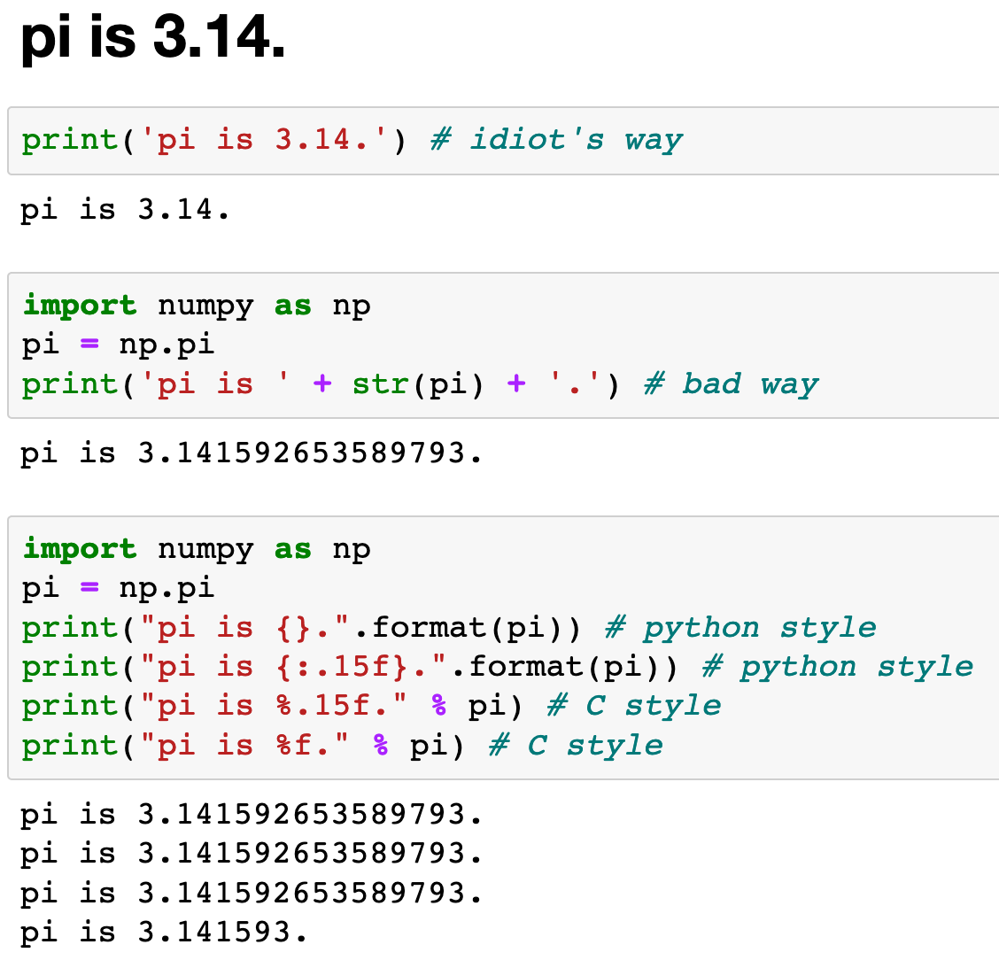 pi is 3.14.
print('pi is 3.14.') # idiot's way
pi is 3.14.
import numpy as np
pi = np.pi
print('pi is ' + str(pi) + '.') # bad way
pi is 3.141592653589793.
import numpy as np
pi = np.pi
print("pi is {}.".format(pi)) # python style
print("pi is {:.15f}.".format(pi)) # python style
print("pi is %.15f." % pi) # C style
print("pi is %f." % pi) # C style
pi is 3.141592653589793.
pi is 3.141592653589793.
pi is 3.141592653589793.
pi is 3.141593.